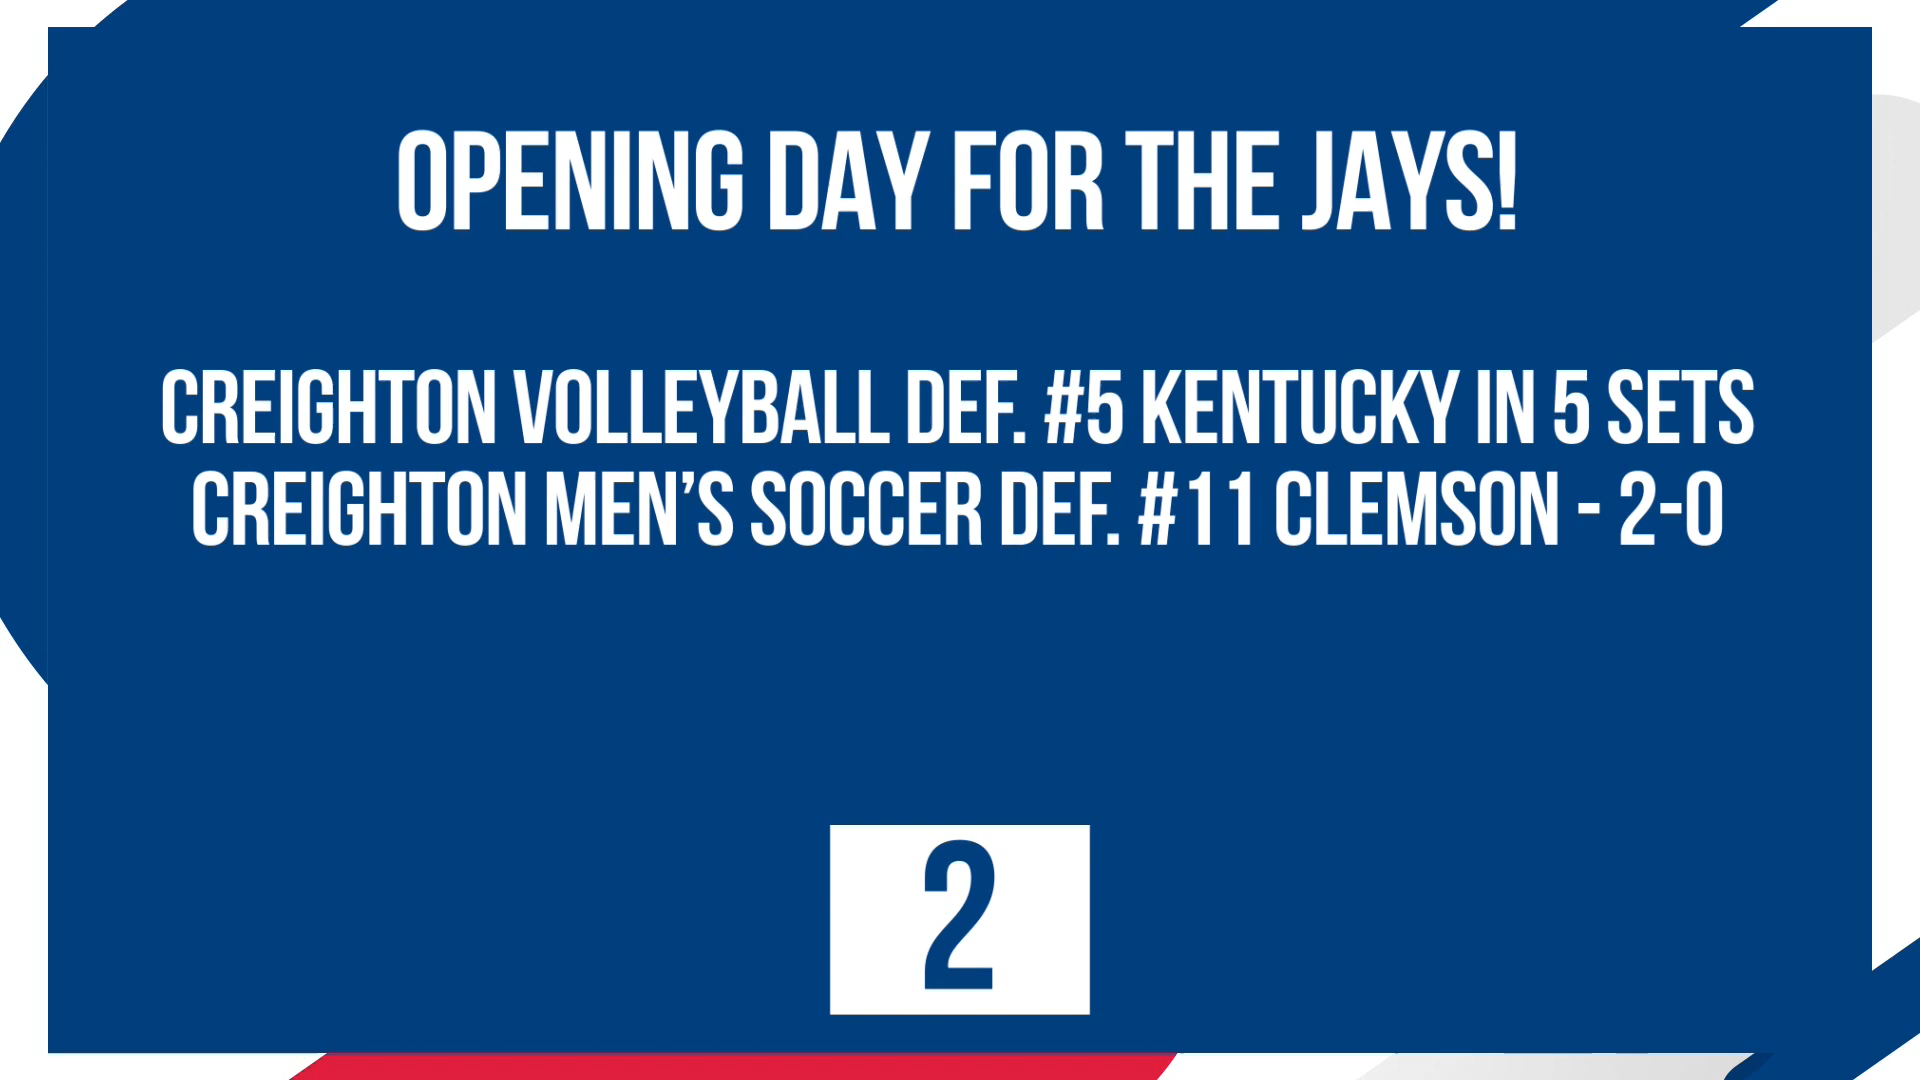 OPENING DAY FOR THE JAYS!
CREIGHTON VOLLEYBALL DEF. #5 KENTUCKY IN 5 SETS
CREIGHTON MEN’S SOCCER DEF. #11 CLEMSON - 2-0
2